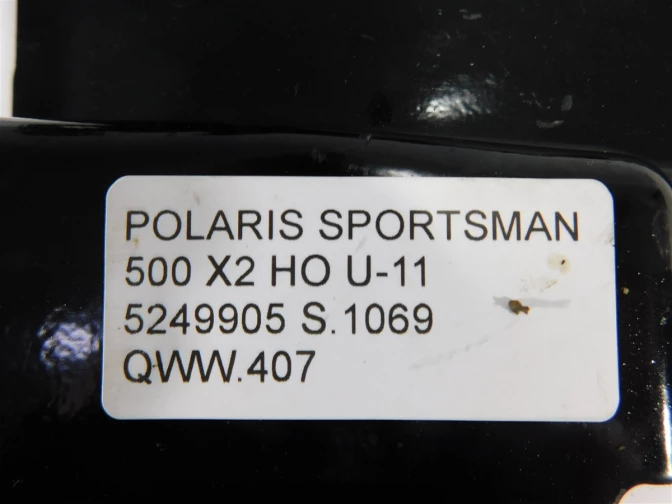 POLARIS SPORTSMAN
500 X2 HO U-11
5249905 S.1069
QWW.407